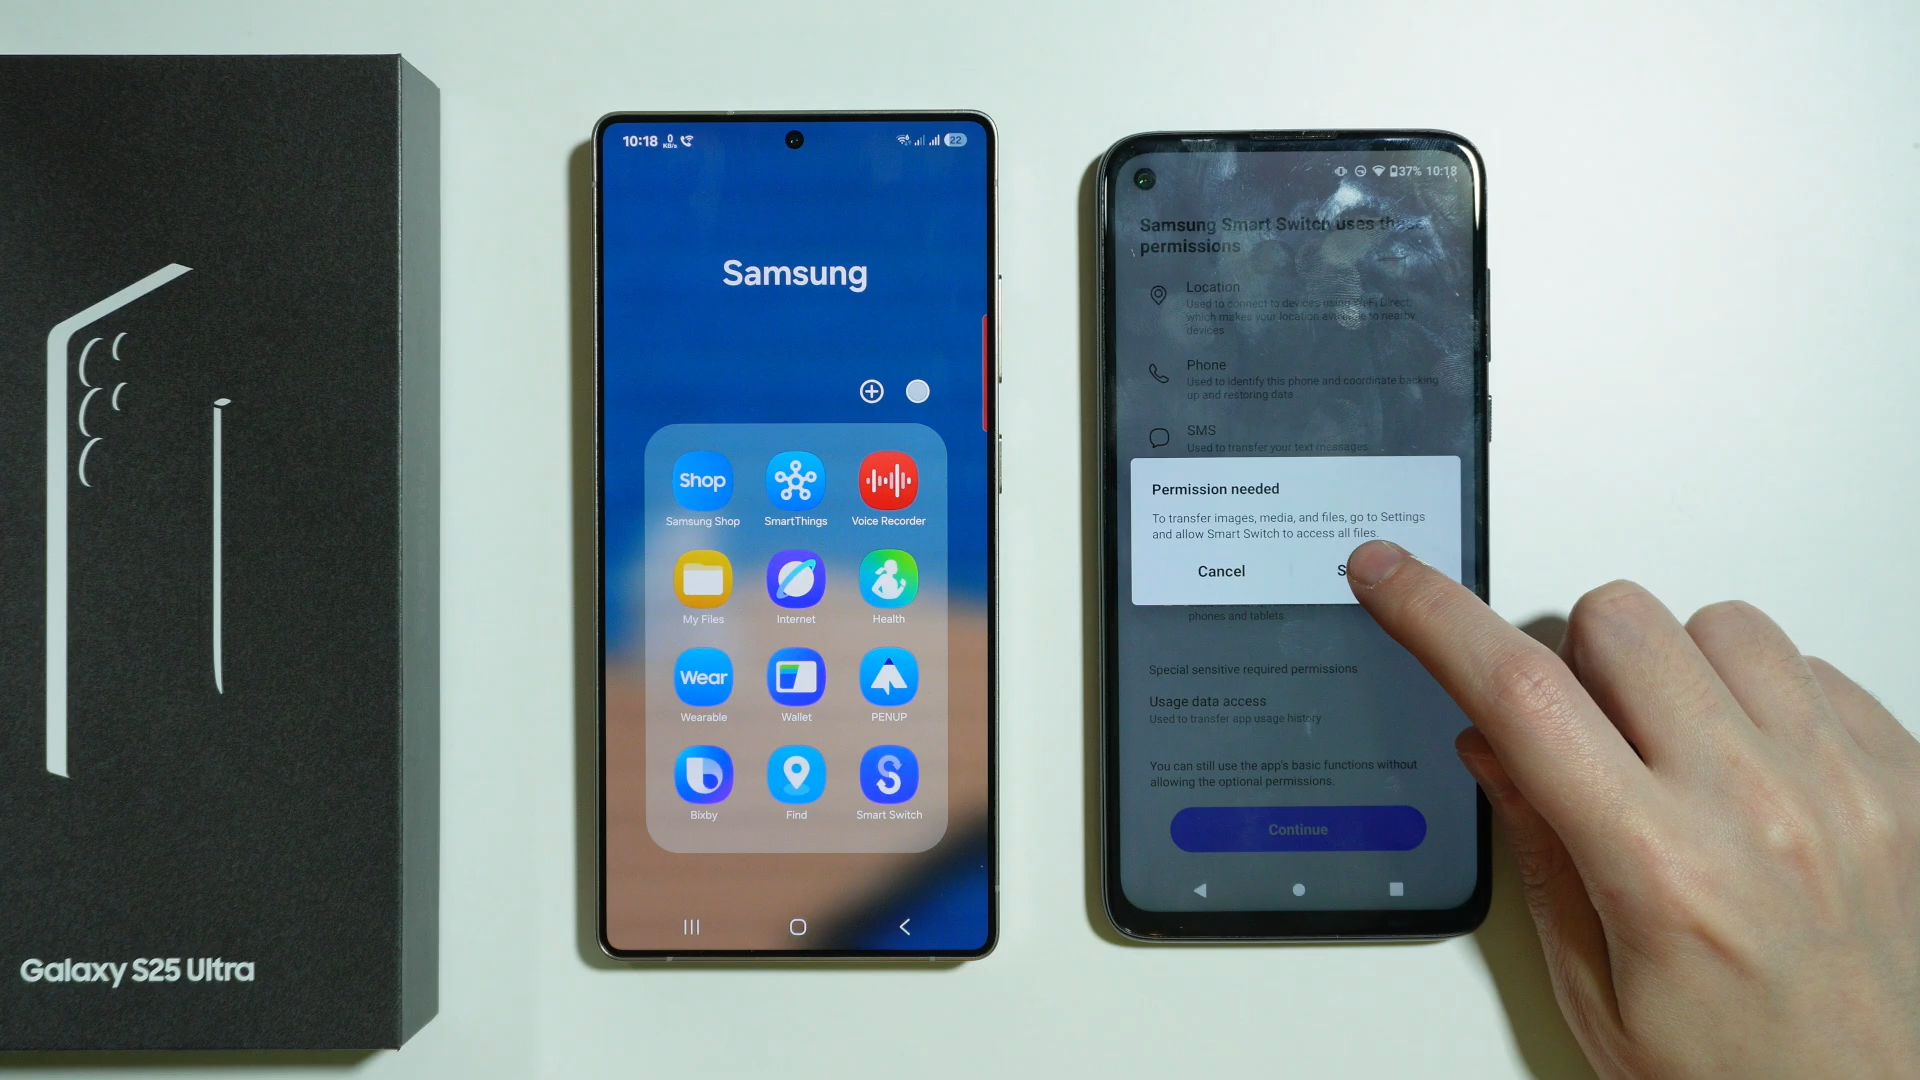 Galaxy S25 Ultra
10:18 0 KB/s
22
Samsung
Shop
Samsung Shop
SmartThings
Voice Recorder
My Files
Internet
Health
Wear
Wearable
Wallet
PENUP
Bixby
Find
Smart Switch
37% 10:18
Samsung Smart Switch uses these
permissions
Location
Used to connect to devices using Wi-Fi Direct,
which makes your location available to nearby
devices
Phone
Used to identify this phone and coordinate backing
up and restoring data
SMS
Used to transfer your text messages
Permission needed
To transfer images, media, and files, go to Settings
and allow Smart Switch to access all files.
Cancel
phones and tablets
Special sensitive required permissions
Usage data access
Used to transfer app usage history
You can still use the app's basic functions without
allowing the optional permissions.
Continue